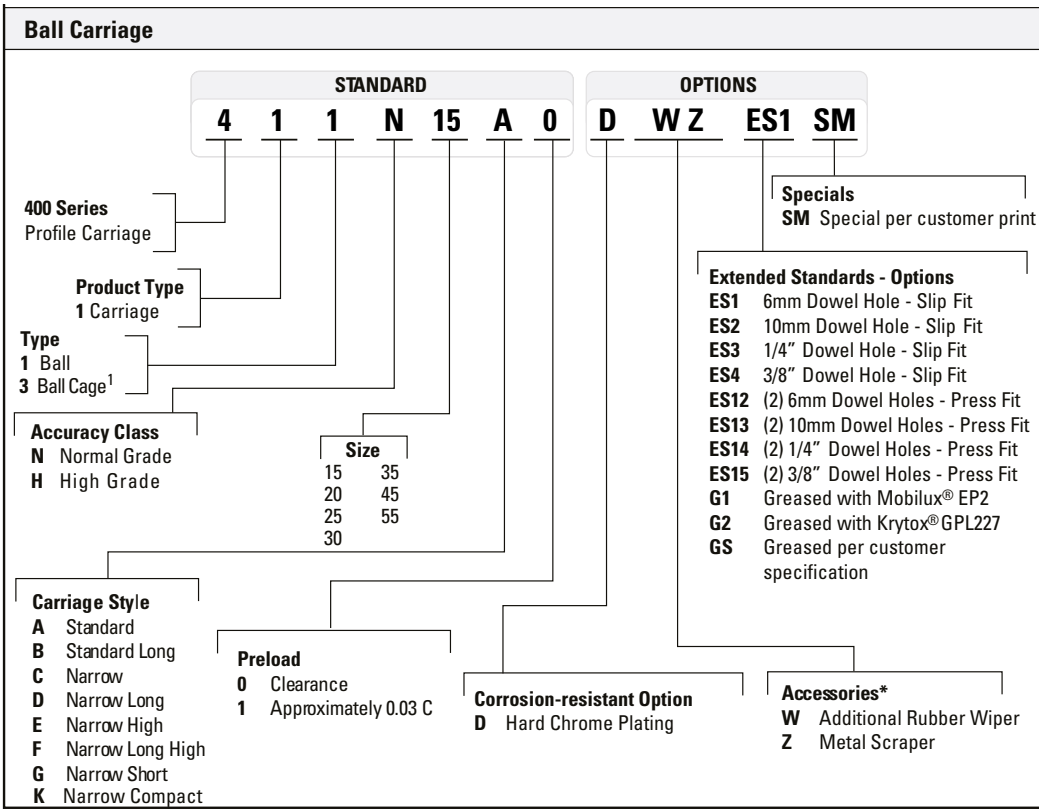 Ball Carriage
STANDARD
OPTIONS
4 1 1 N 15 A 0 D W Z ES1 SM
400 Series
Profile Carriage
Product Type
1 Carriage
Type
1 Ball
3 Ball Cage1
Accuracy Class
N Normal Grade
H High Grade
Size
15 35
20 45
25 55
30
Carriage Style
A Standard
B Standard Long
C Narrow
D Narrow Long
E Narrow High
F Narrow Long High
G Narrow Short
K Narrow Compact
Preload
0 Clearance
1 Approximately 0.03 C
Corrosion-resistant Option
D Hard Chrome Plating
Accessories*
W Additional Rubber Wiper
Z Metal Scraper
Extended Standards - Options
ES1 6mm Dowel Hole - Slip Fit
ES2 10mm Dowel Hole - Slip Fit
ES3 1/4” Dowel Hole - Slip Fit
ES4 3/8” Dowel Hole - Slip Fit
ES12 (2) 6mm Dowel Holes - Press Fit
ES13 (2) 10mm Dowel Holes - Press Fit
ES14 (2) 1/4” Dowel Holes - Press Fit
ES15 (2) 3/8” Dowel Holes - Press Fit
G1 Greased with Mobilux® EP2
G2 Greased with Krytox® GPL227
GS Greased per customer
specification
Specials
SM Special per customer print